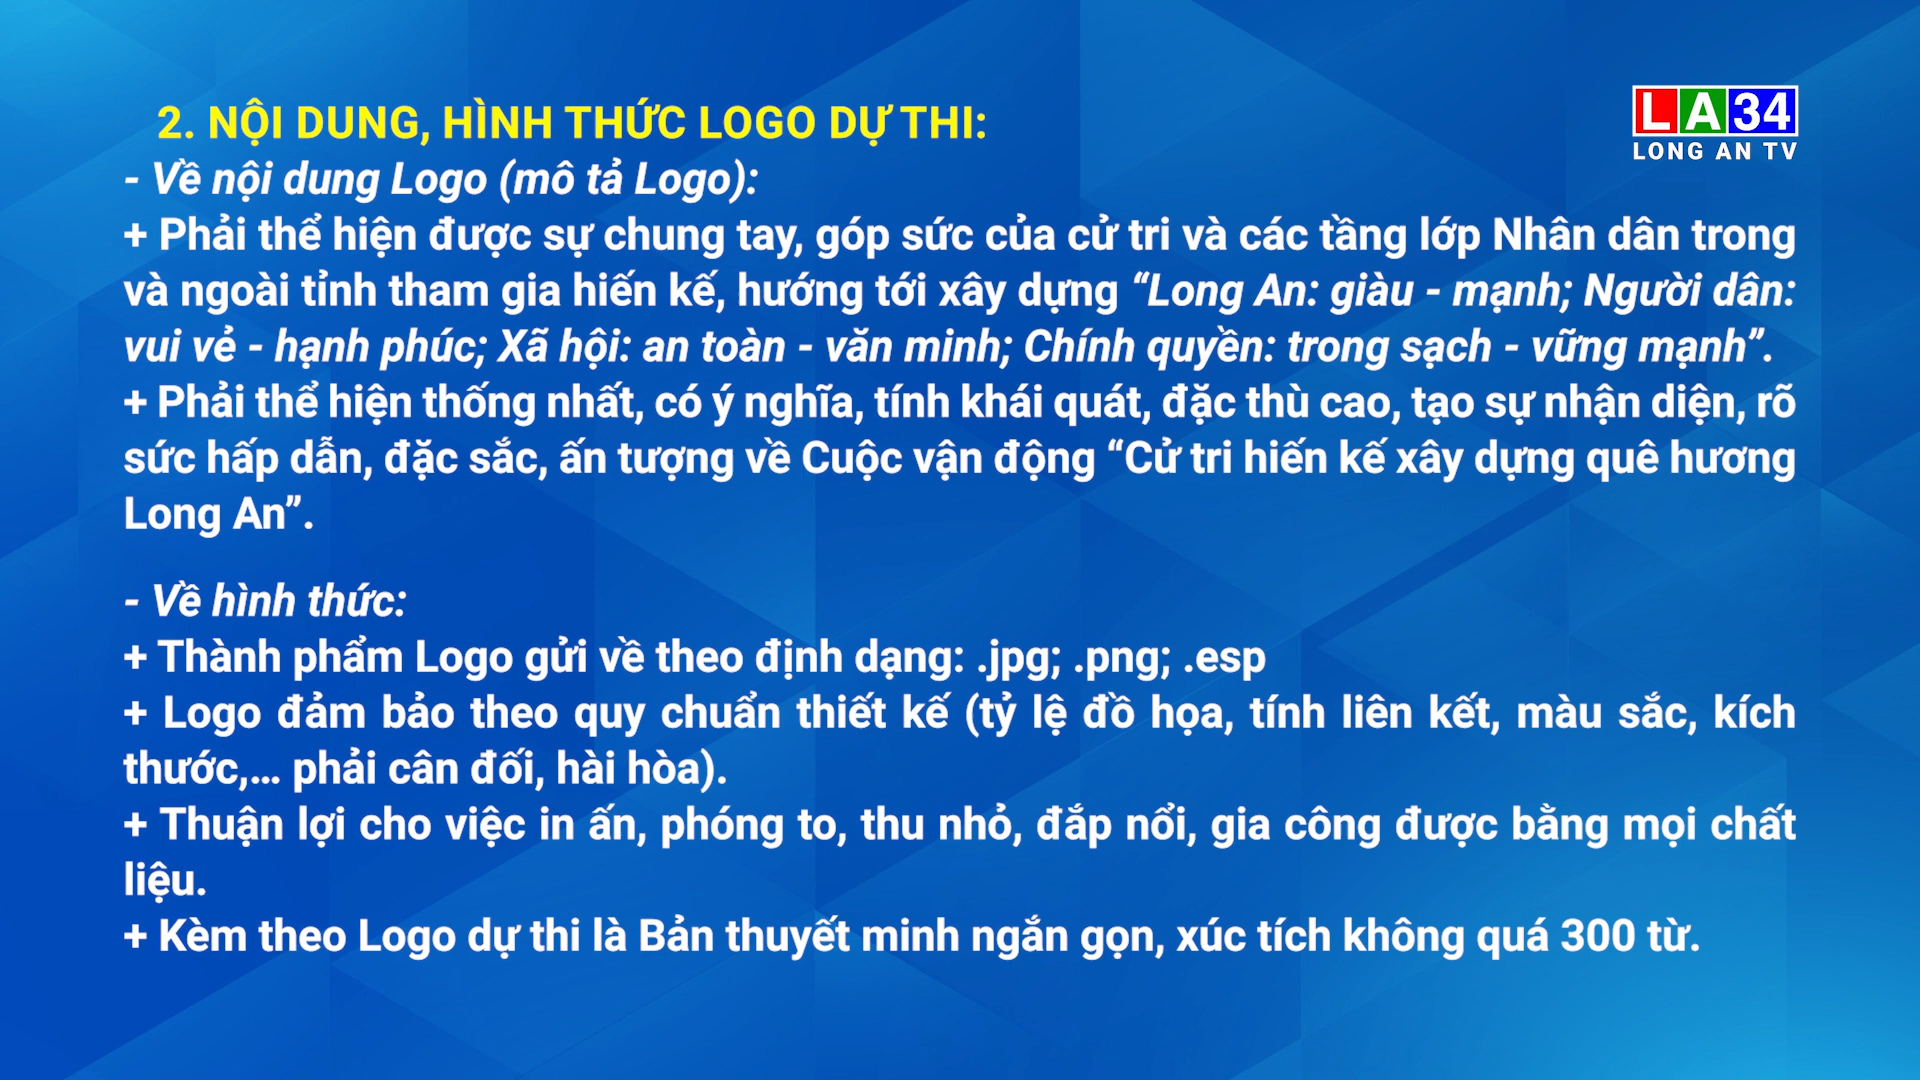 2. NỘI DUNG, HÌNH THỨC LOGO DỰ THI:
LA34
LONG AN TV
- Về nội dung Logo (mô tả Logo):
+ Phải thể hiện được sự chung tay, góp sức của cử tri và các tầng lớp Nhân dân trong
và ngoài tỉnh tham gia hiến kế, hướng tới xây dựng “Long An: giàu - mạnh; Người dân:
vui vẻ - hạnh phúc; Xã hội: an toàn - văn minh; Chính quyền: trong sạch - vững mạnh”.
+ Phải thể hiện thống nhất, có ý nghĩa, tính khái quát, đặc thù cao, tạo sự nhận diện, rõ
sức hấp dẫn, đặc sắc, ấn tượng về Cuộc vận động “Cử tri hiến kế xây dựng quê hương
Long An”.
- Về hình thức:
+ Thành phẩm Logo gửi về theo định dạng: .jpg; .png; .esp
+ Logo đảm bảo theo quy chuẩn thiết kế (tỷ lệ đồ họa, tính liên kết, màu sắc, kích
thước,... phải cân đối, hài hòa).
+ Thuận lợi cho việc in ấn, phóng to, thu nhỏ, đắp nổi, gia công được bằng mọi chất
liệu.
+ Kèm theo Logo dự thi là Bản thuyết minh ngắn gọn, xúc tích không quá 300 từ.